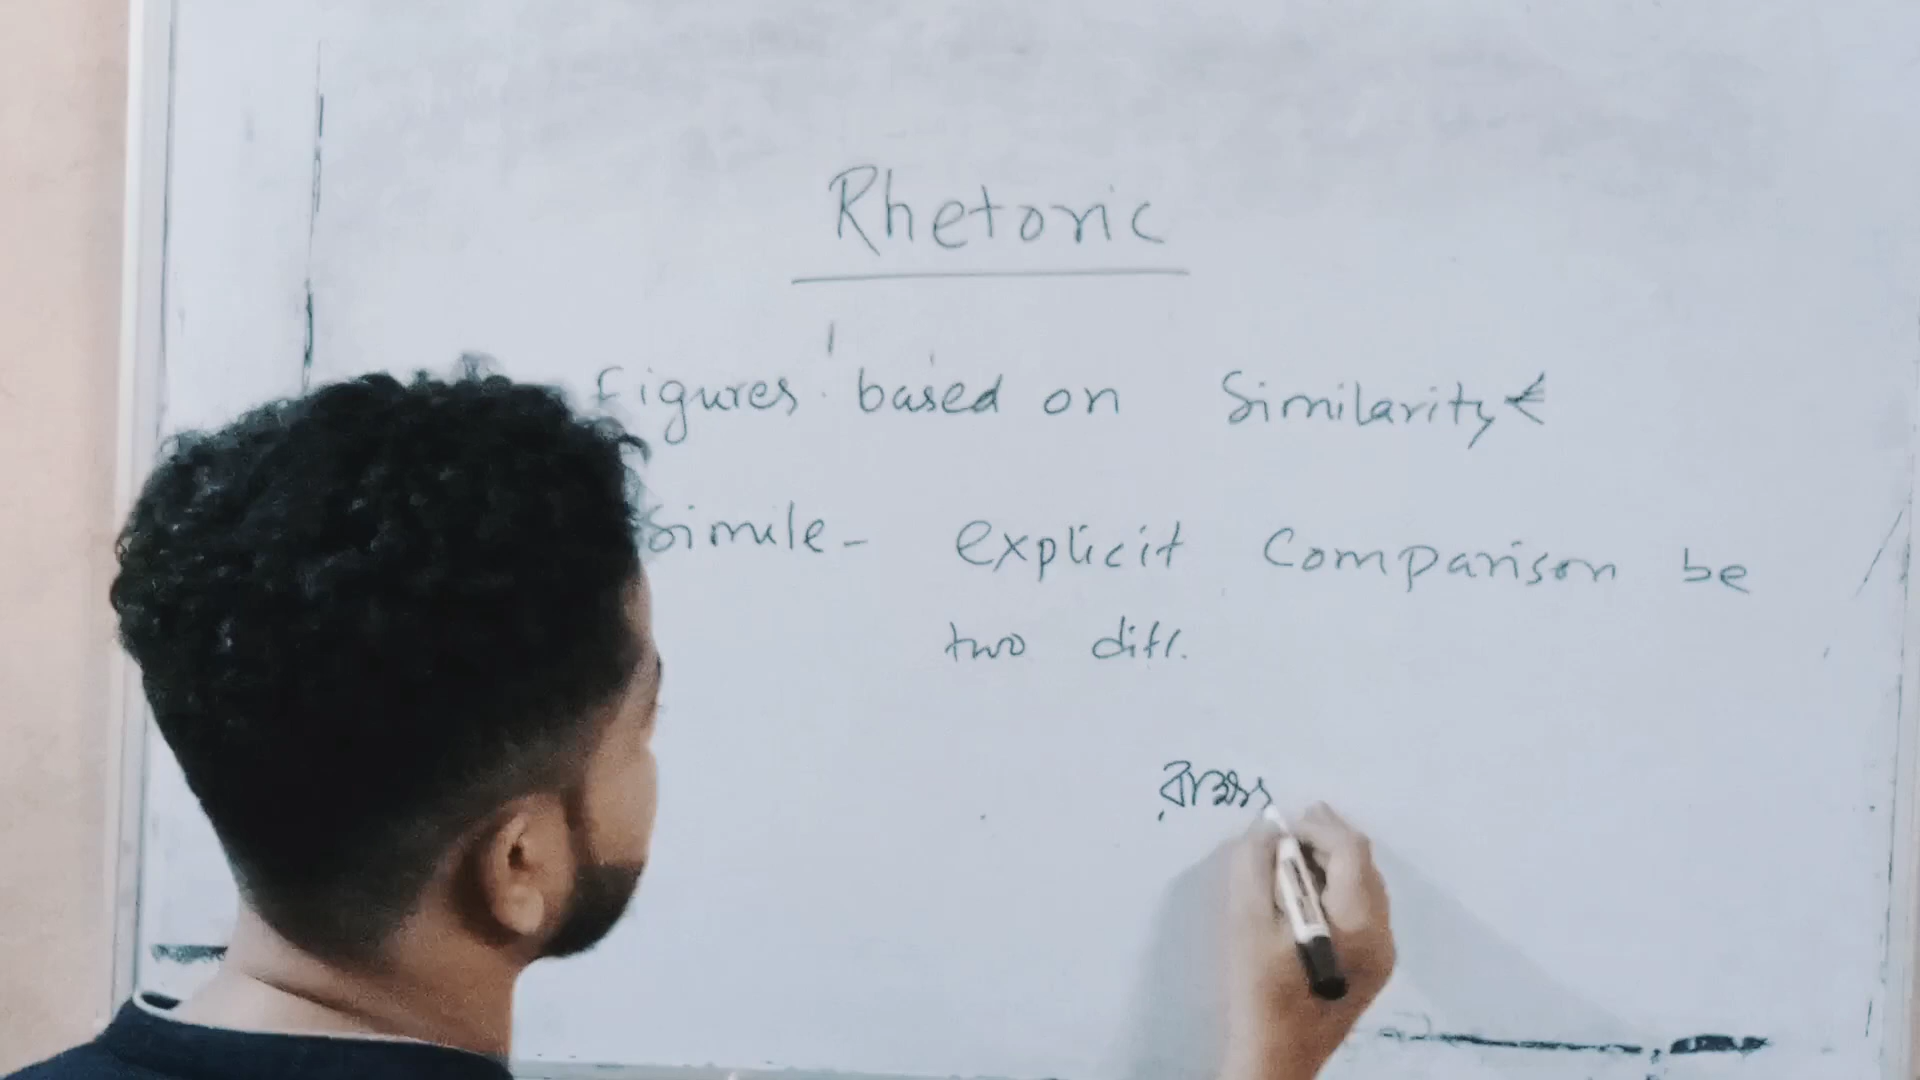 Rhetoric
Figures based on Similarity
Simile - explicit Comparison be
two diff.